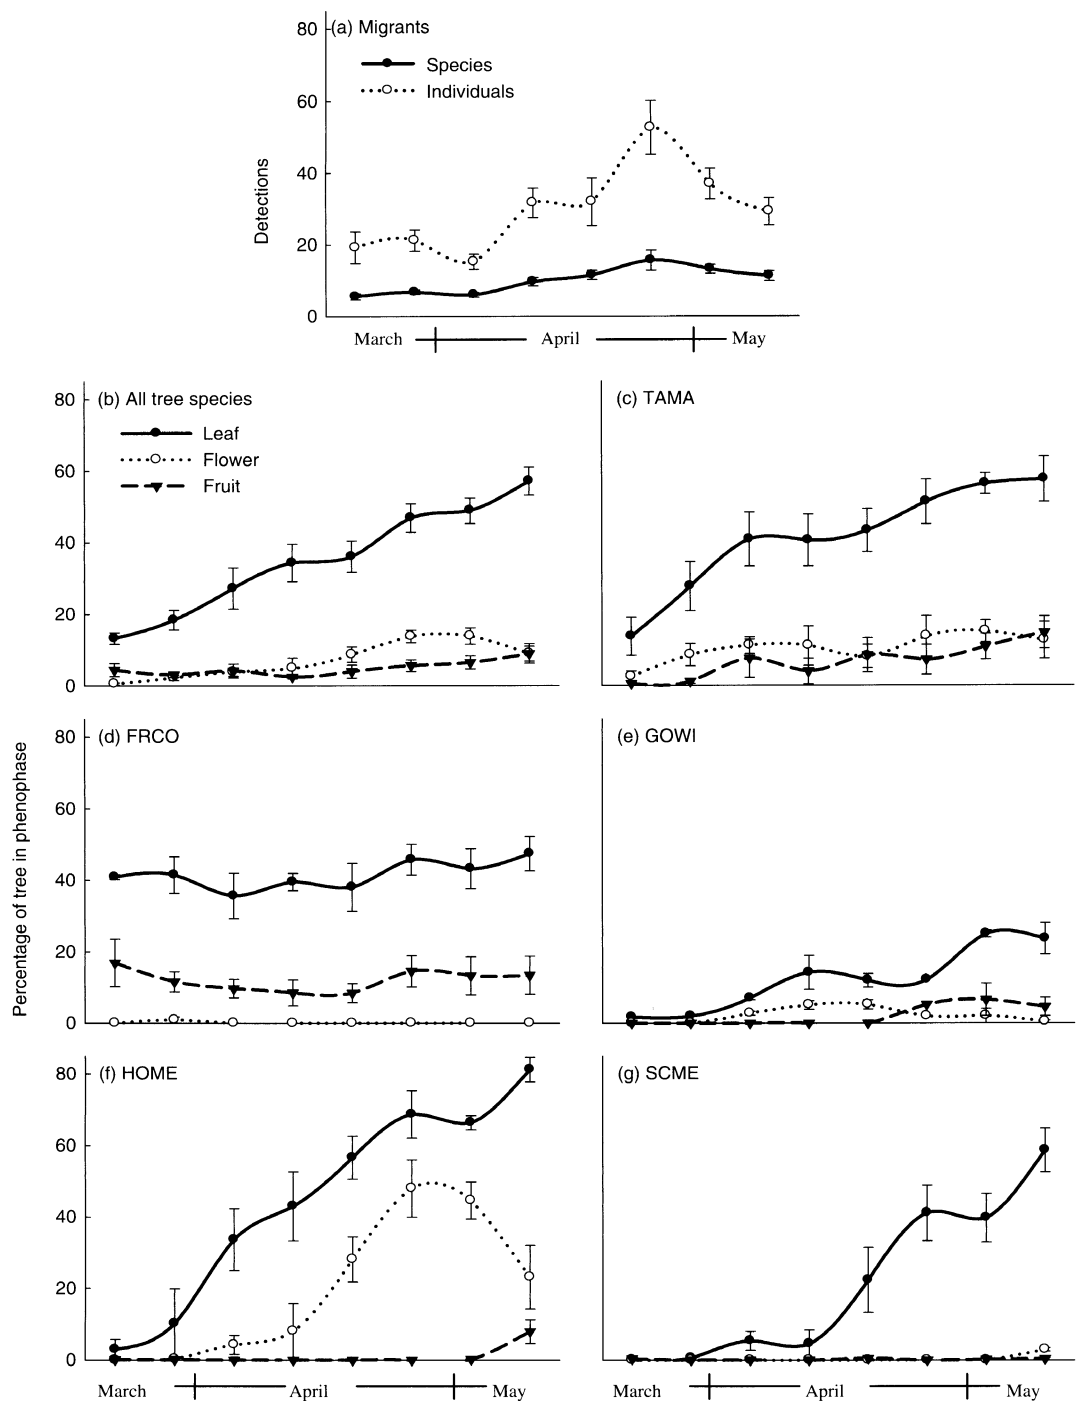 (a) Migrants
80
Species
Individuals
60
40
20
0
Detections
March
April
May
(b) All tree species
80
Leaf
Flower
Fruit
60
40
20
0
(c) TAMA
(d) FRCO
80
60
40
20
0
(e) GOWI
Percentage of tree in phenophase
(f) HOME
80
60
40
20
0
(g) SCME
March
April
May
March
April
May